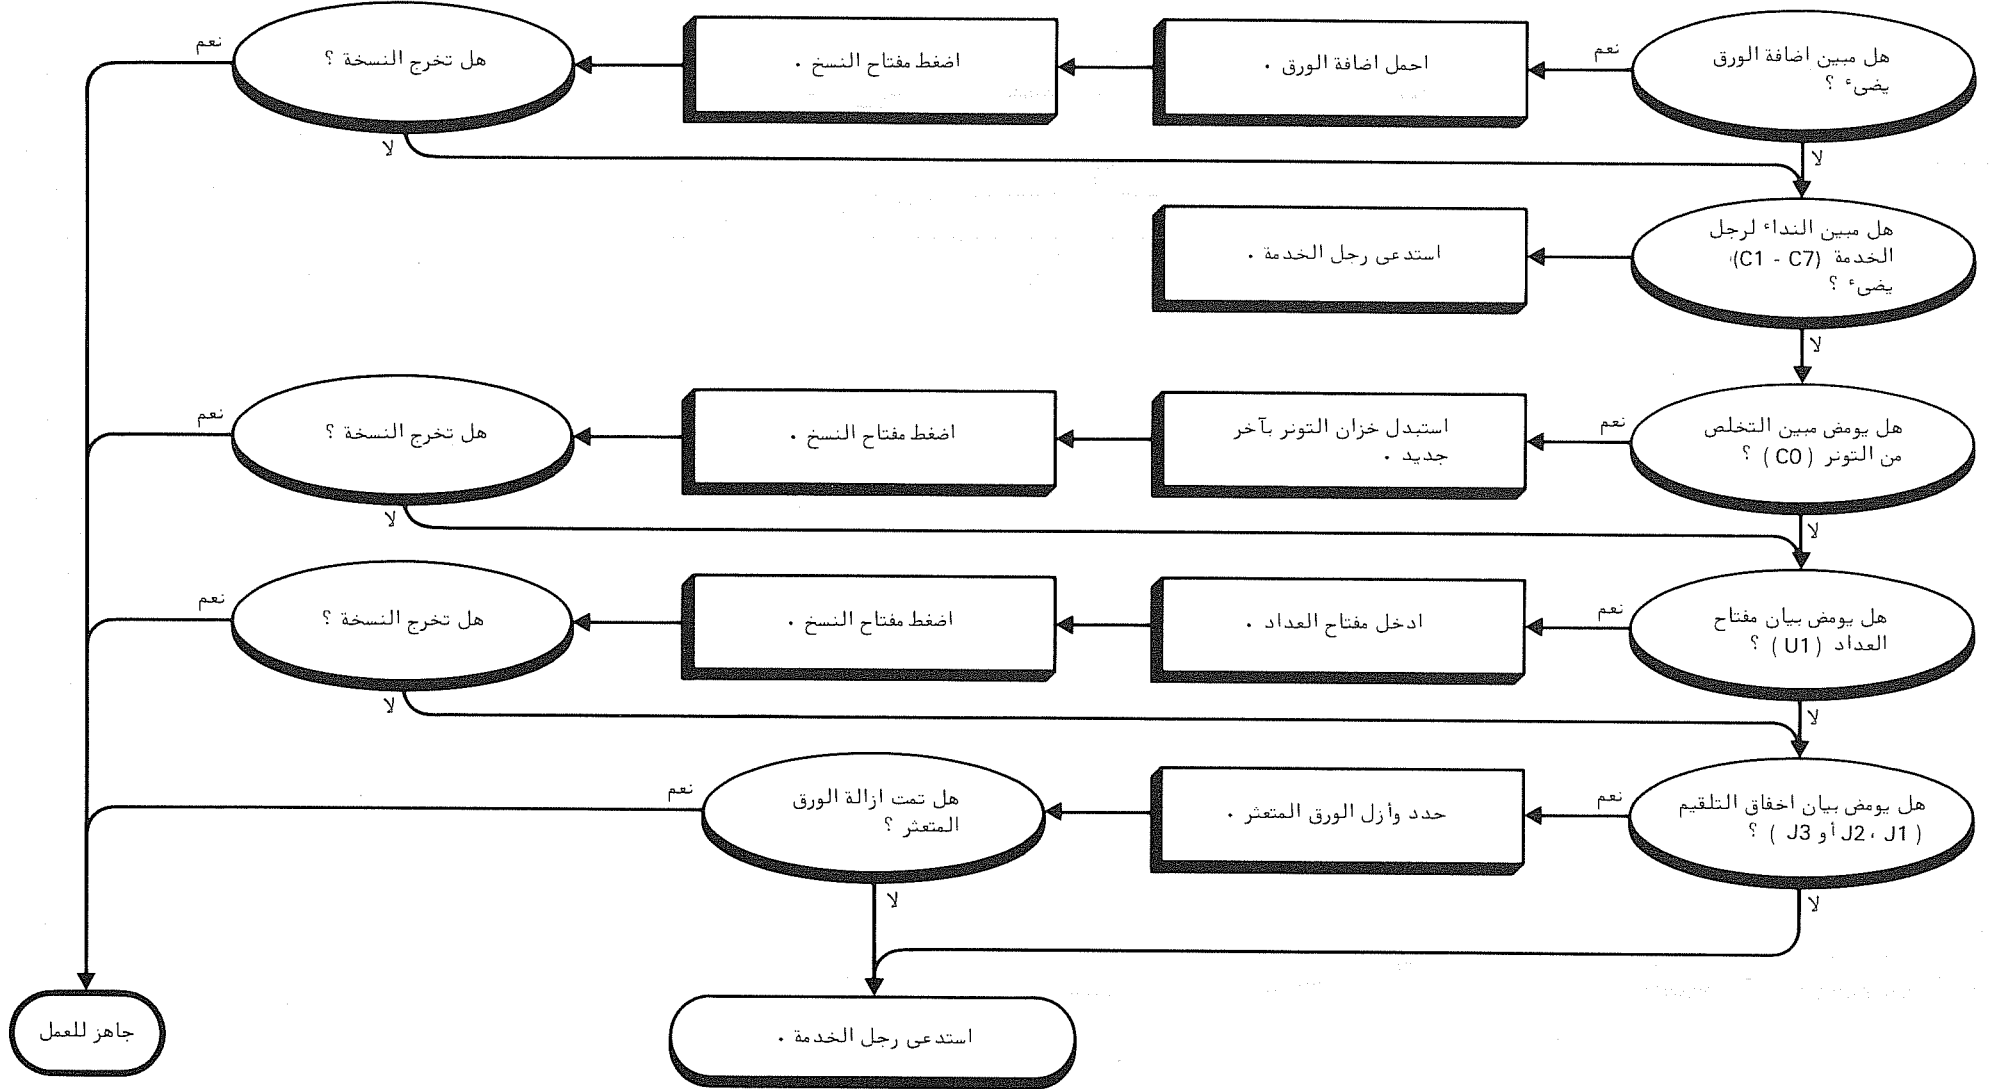 هل مبين اضافة الورق
يضىء ؟
نعم
احمل اضافة الورق .
اضغط مفتاح النسخ .
هل تخرج النسخة ؟
نعم
لا
لا
هل مبين النداء لرجل
الخدمة (C1 - C7)
يضىء ؟
استدعى رجل الخدمة .
لا
هل يومض مبين التخلص
من التونر ( C0 ) ؟
نعم
استبدل خزان التونر بآخر
جديد .
اضغط مفتاح النسخ .
هل تخرج النسخة ؟
نعم
لا
لا
هل يومض بيان مفتاح
العداد ( U1 ) ؟
نعم
ادخل مفتاح العداد .
اضغط مفتاح النسخ .
هل تخرج النسخة ؟
نعم
لا
لا
هل يومض بيان اخفاق التلقيم
( J1 ، J2 أو J3 ) ؟
نعم
حدد وأزل الورق المتعثر .
هل تمت ازالة الورق
المتعثر ؟
نعم
لا
لا
استدعى رجل الخدمة .
جاهز للعمل